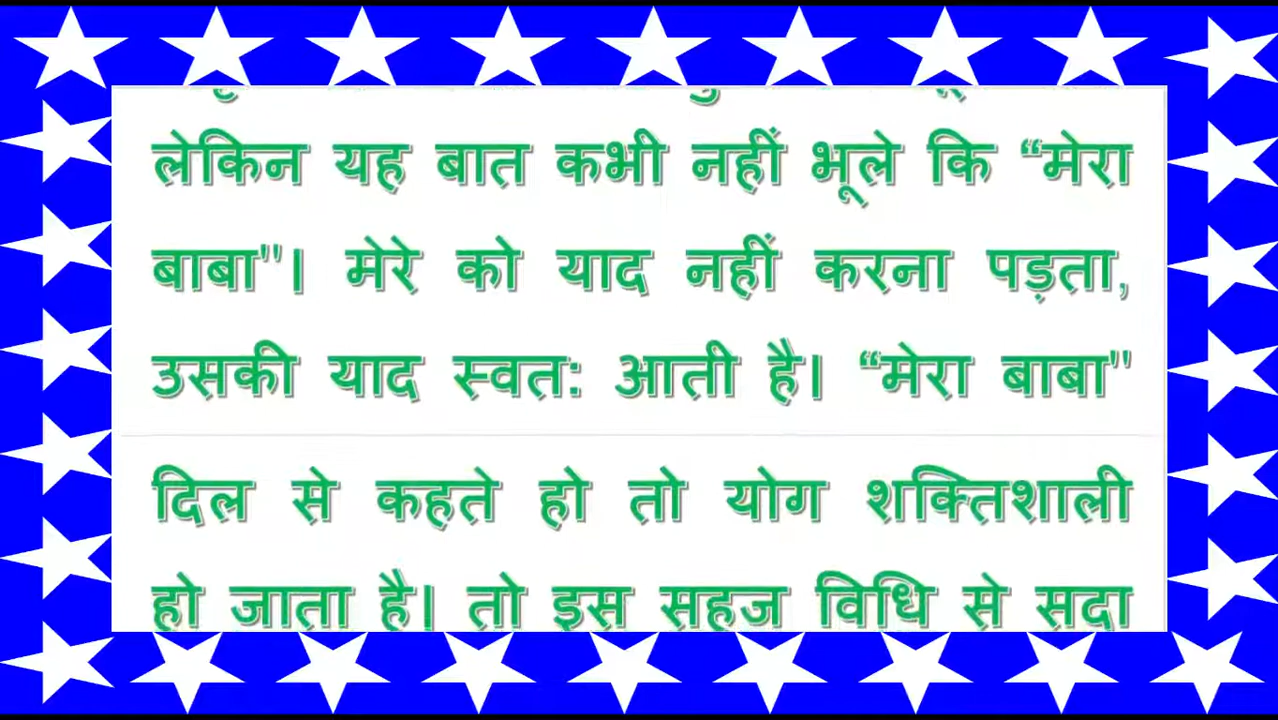 लेकिन यह बात कभी नहीं भूले कि “मेरा
बाबा"। मेरे को याद नहीं करना पड़ता,
उसकी याद स्वत: आती है। “मेरा बाबा"
दिल से कहते हो तो योग शक्तिशाली
हो जाता है। तो इस सहज विधि से सदा